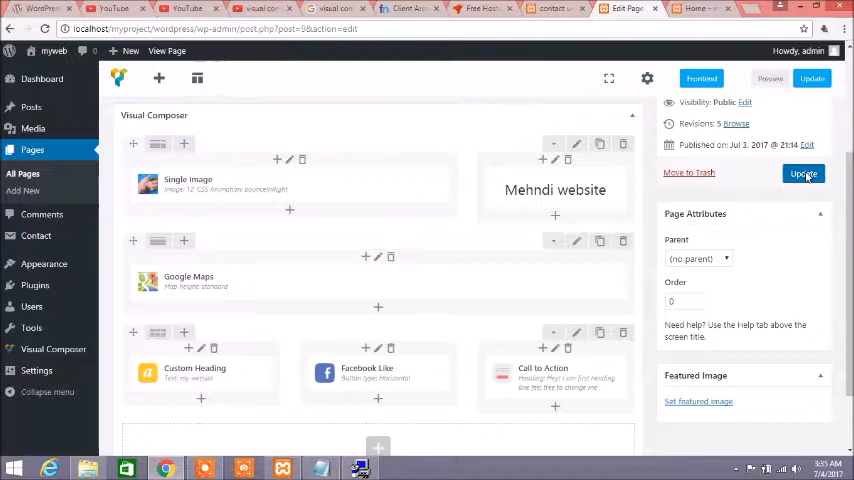 WordPress
YouTube
YouTube
visual co
visual con
Client Are
Free Host
contact u
Edit Page
Home –
localhost/myproject/wordpress/wp-admin/post.php?post=9&action=edit
myweb 0 + New View Page
Howdy, admin
Dashboard
Posts
Media
Pages
All Pages
Add New
Comments
Contact
Appearance
Plugins
Users
Tools
Visual Composer
Settings
Collapse menu
Frontend
Preview
Update
Visual Composer
Single Image
Image: 12 CSS Animation: bounceInRight
Mehndi website
Google Maps
Map height: standard
Custom Heading
Text: my website
Facebook Like
Button type: Horizontal
Call to Action
Heading: Hey! I am first heading
line feel free to change me
Visibility: Public Edit
Revisions: 5 Browse
Published on: Jul 3, 2017 @ 21:14 Edit
Move to Trash
Update
Page Attributes
Parent
(no parent)
Order
0
Need help? Use the Help tab above the
screen title.
Featured Image
Set featured image
3:35 AM
7/4/2017